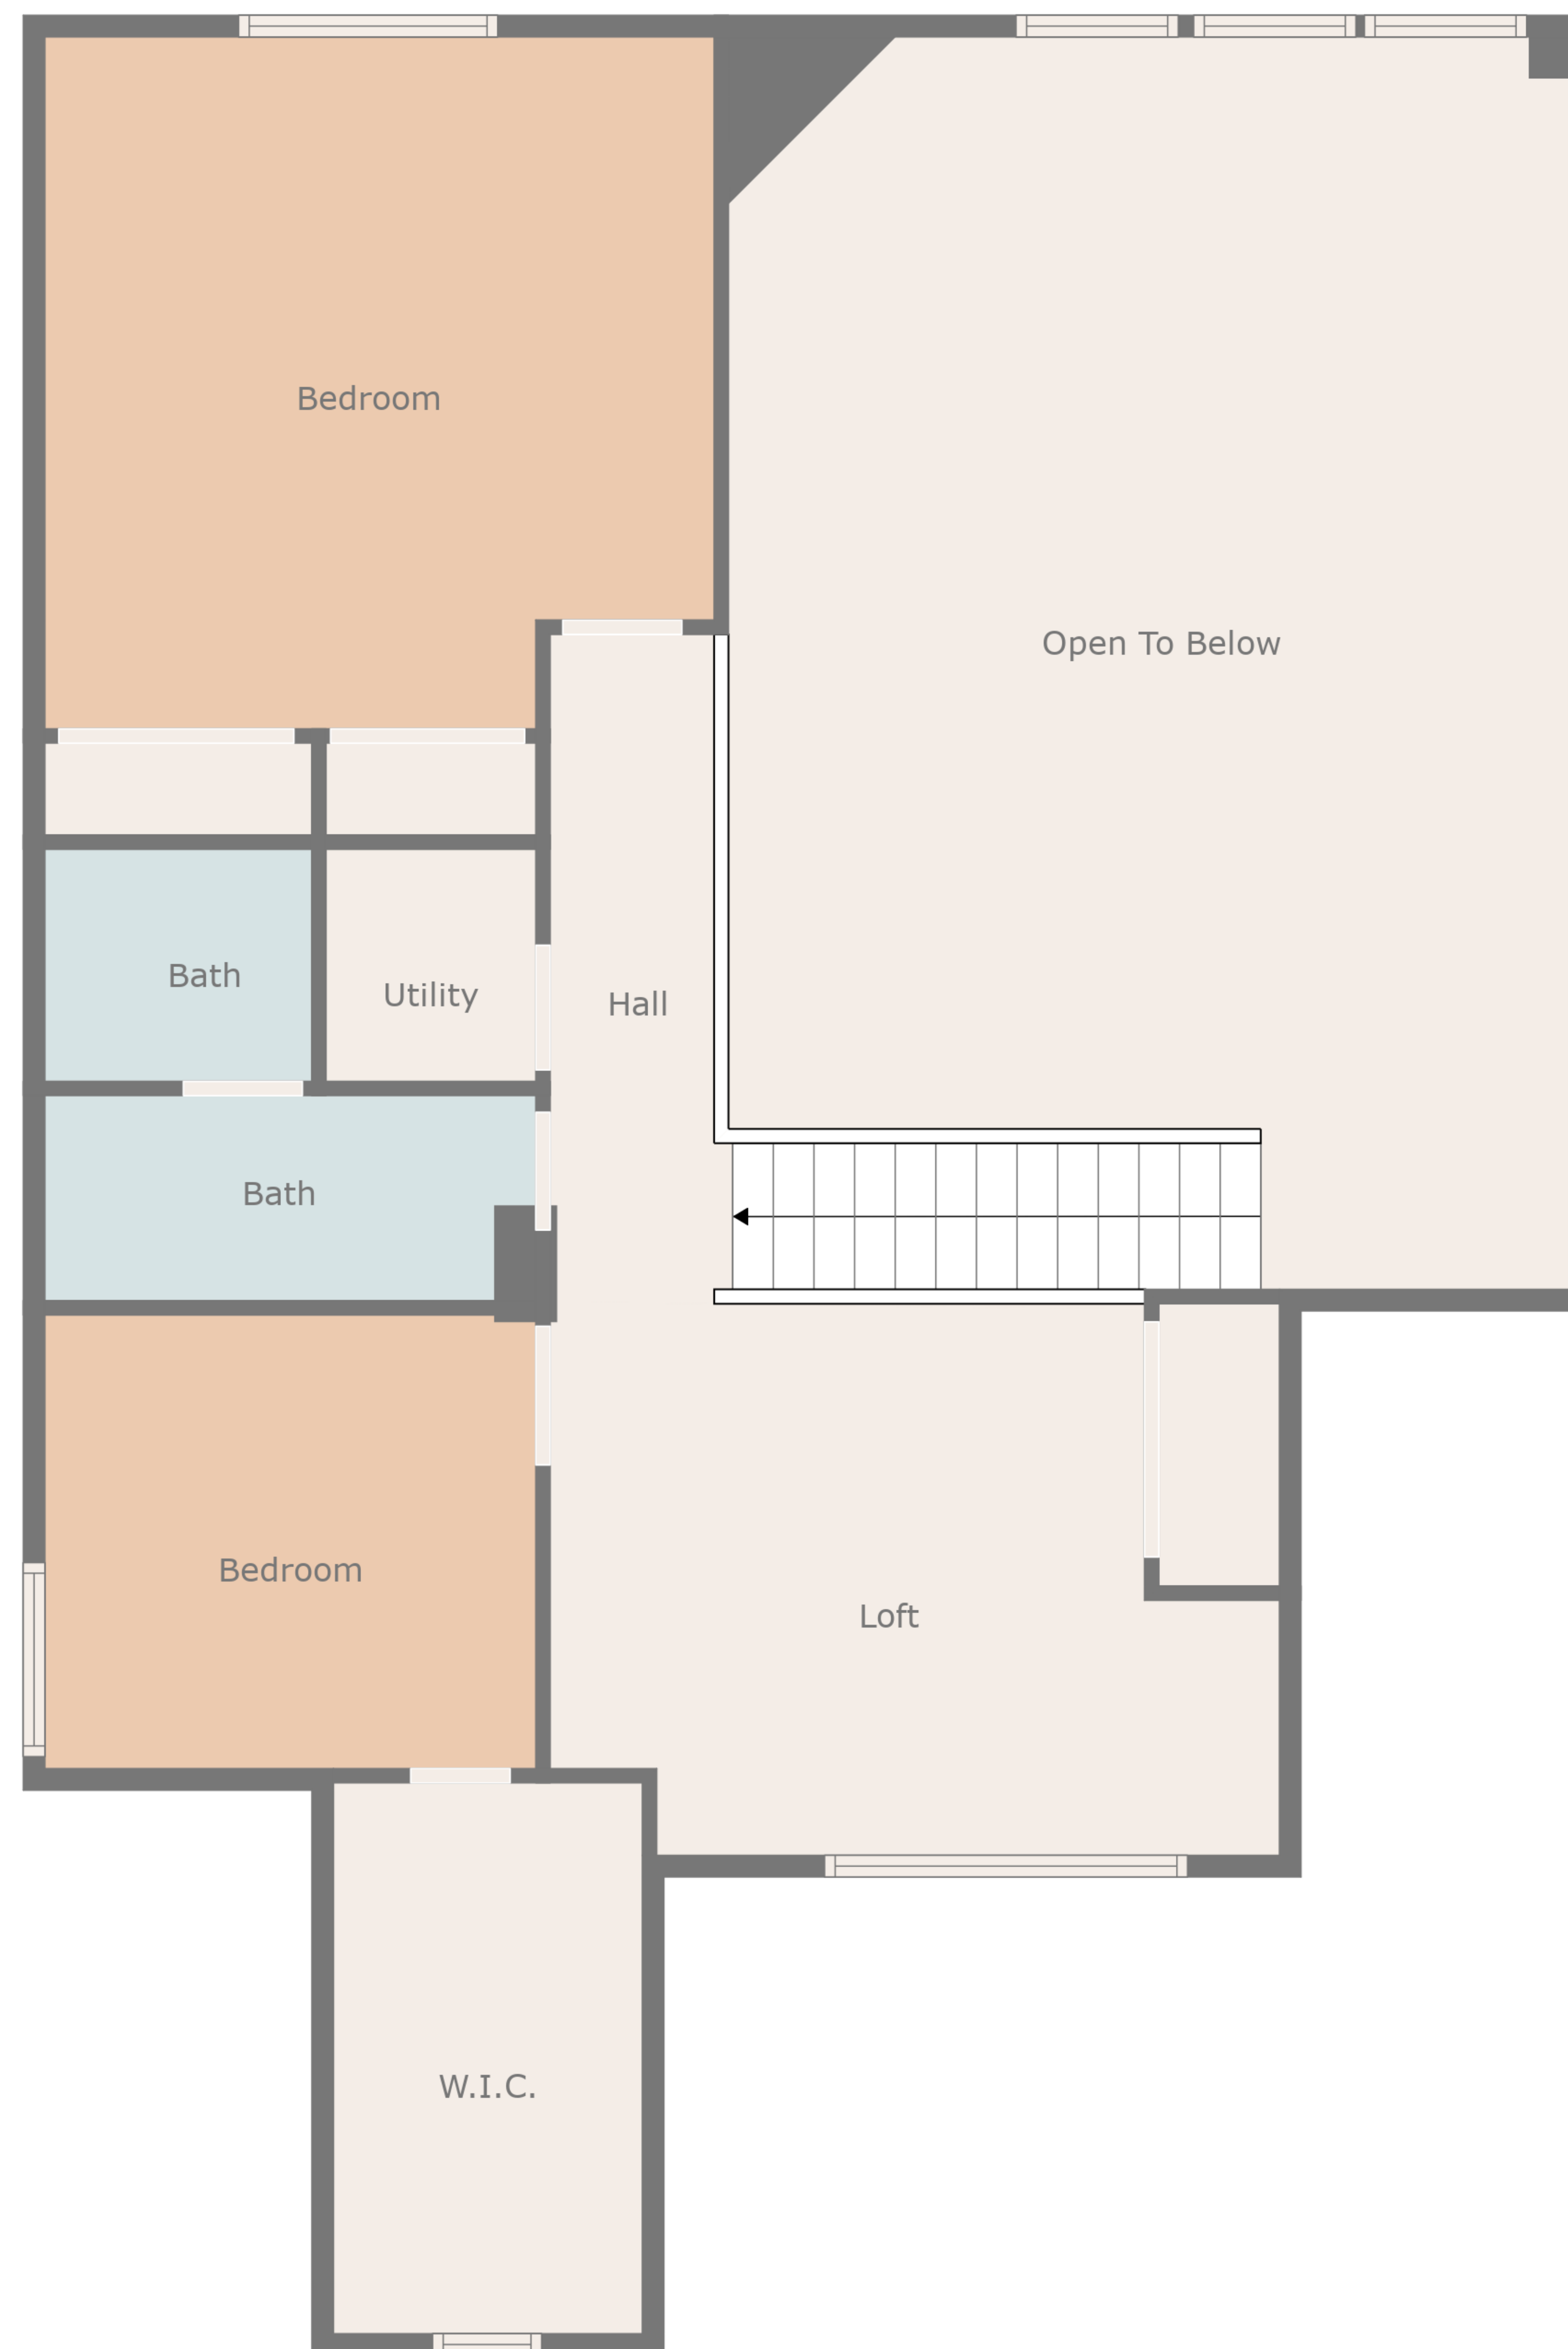 Bedroom
Open To Below
Bath
Utility
Hall
Bath
Bedroom
Loft
W.I.C.